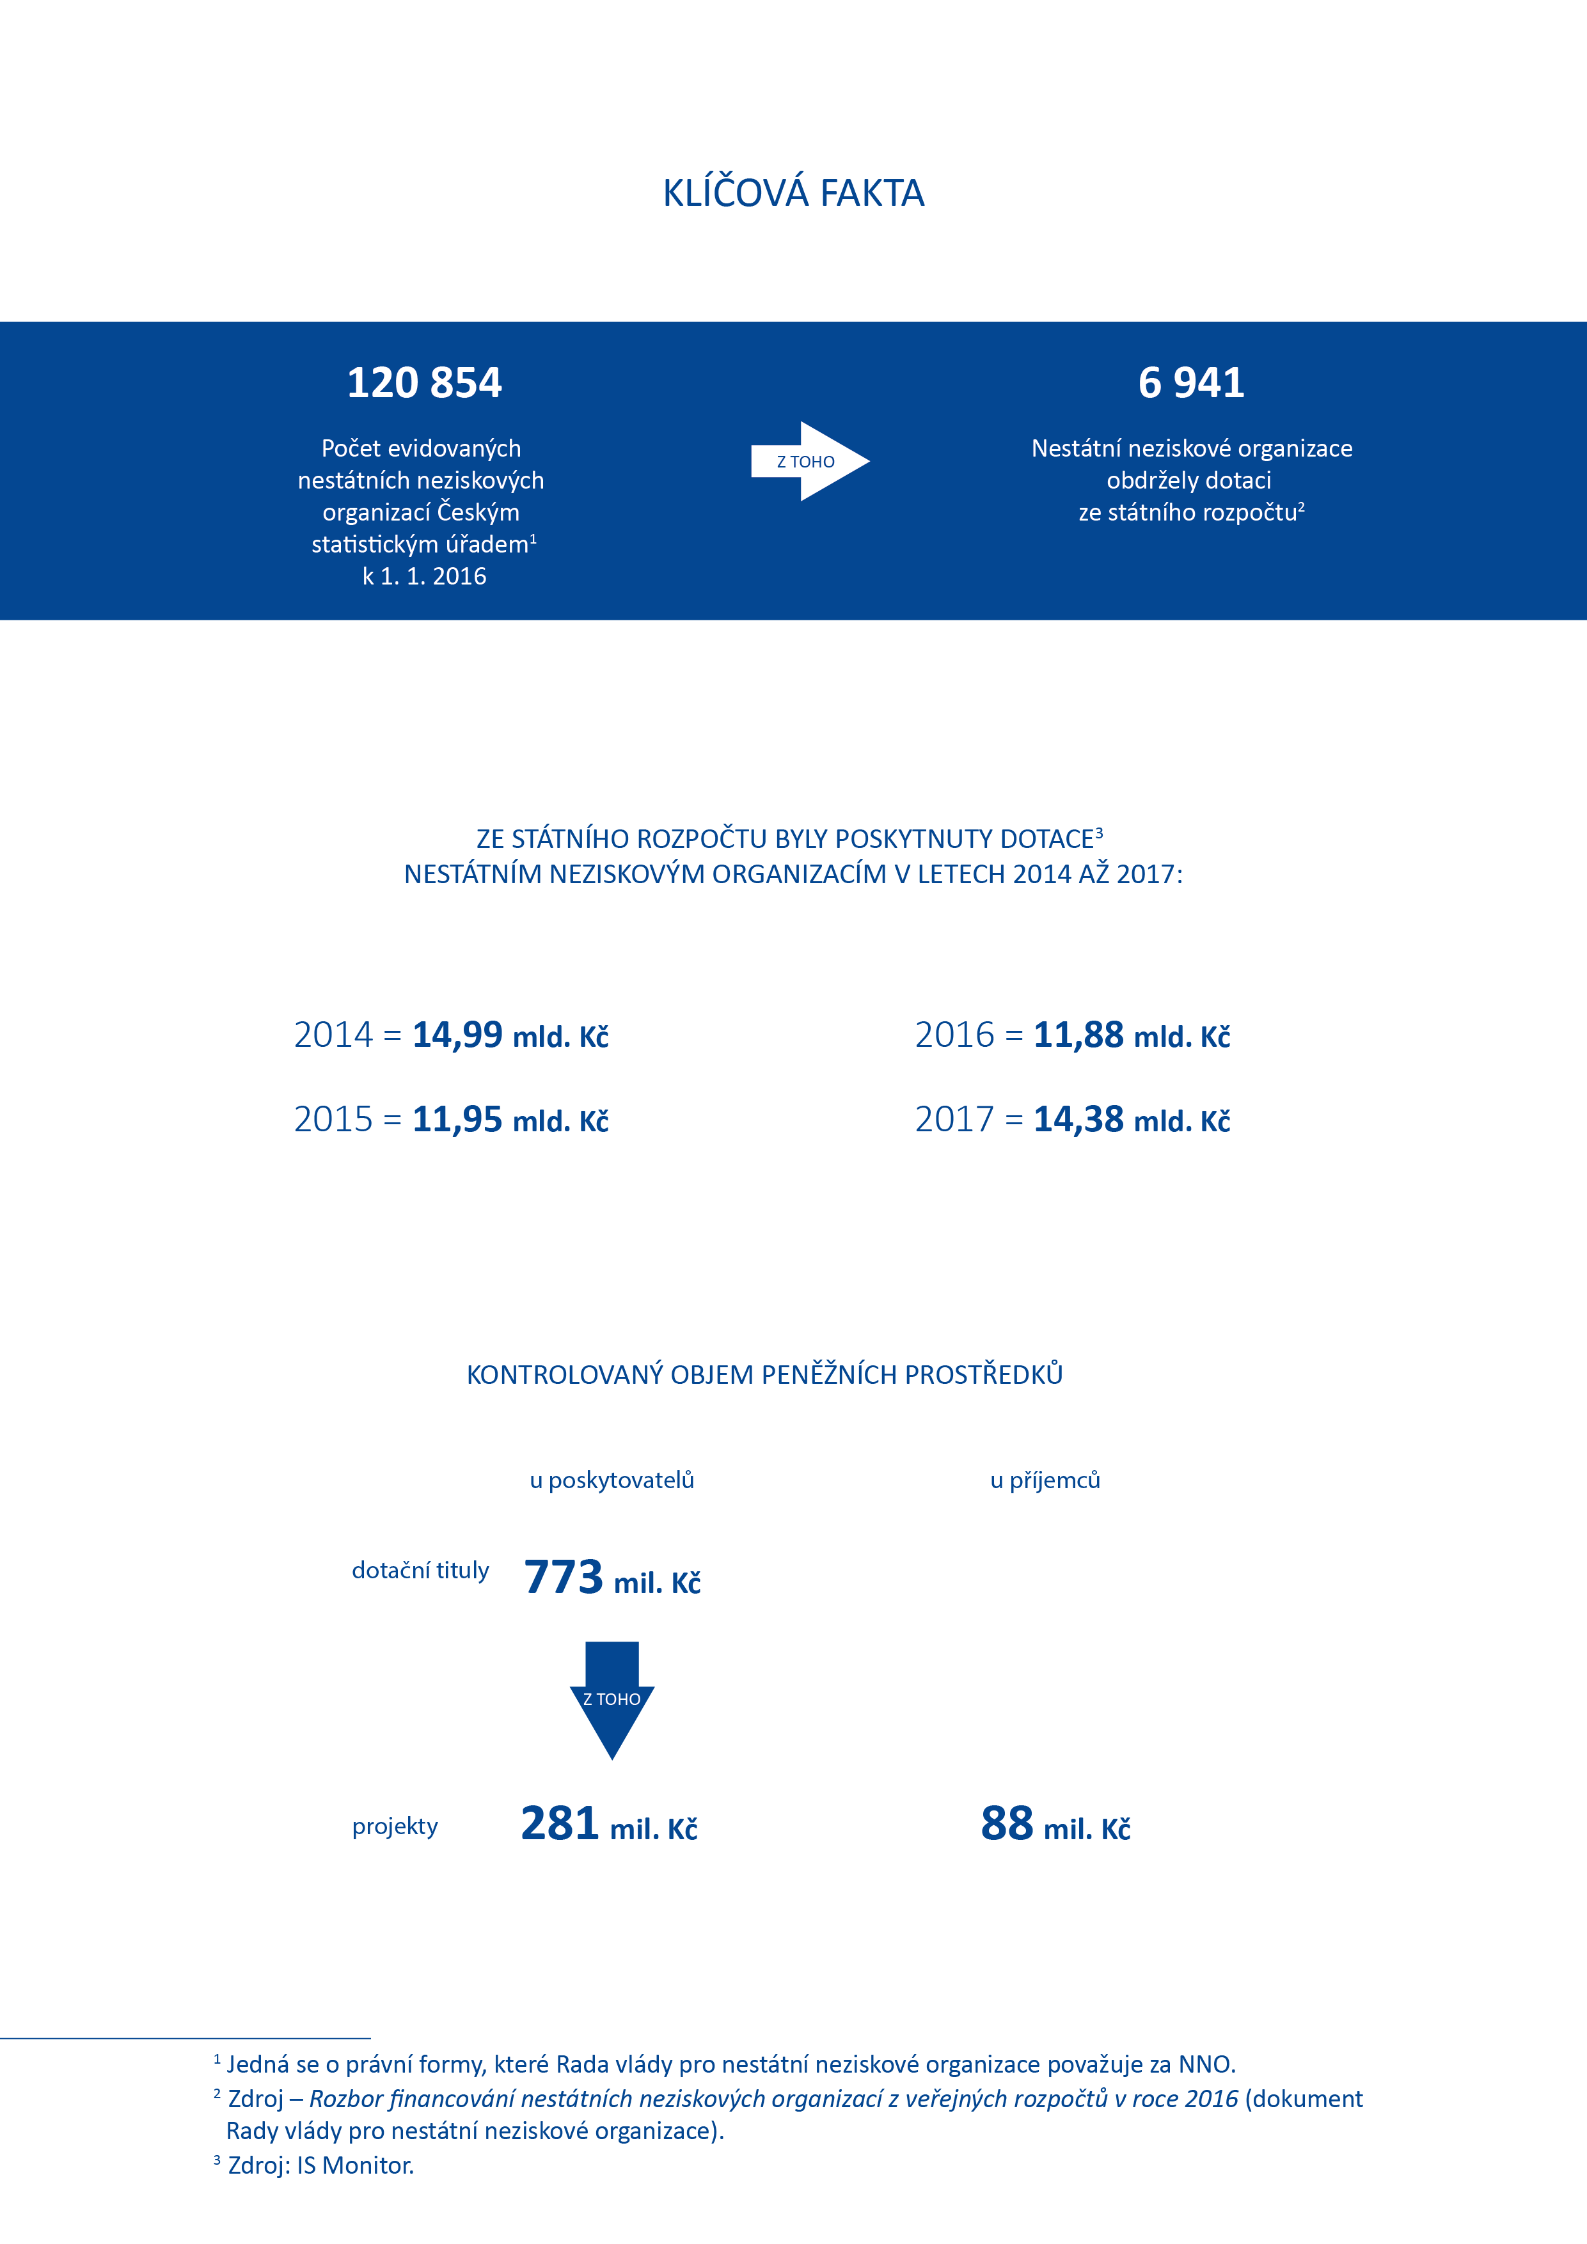 KLÍČOVÁ FAKTA
120 854
Počet evidovaných
nestátních neziskových
organizací Českým
statistickým úřadem¹
k 1. 1. 2016
Z TOHO
6 941
Nestátní neziskové organizace
obdržely dotaci
ze státního rozpočtu²
ZE STÁTNÍHO ROZPOČTU BYLY POSKYTNUTY DOTACE³
NESTÁTNÍM NEZISKOVÝM ORGANIZACÍM V LETECH 2014 AŽ 2017:
2014 = 14,99 mld. Kč
2015 = 11,95 mld. Kč
2016 = 11,88 mld. Kč
2017 = 14,38 mld. Kč
KONTROLOVANÝ OBJEM PENĚŽNÍCH PROSTŘEDKŮ
u poskytovatelů
u příjemců
dotační tituly 773 mil. Kč
Z TOHO
projekty 281 mil. Kč
88 mil. Kč
¹ Jedná se o právní formy, které Rada vlády pro nestátní neziskové organizace považuje za NNO.
² Zdroj – Rozbor financování nestátních neziskových organizací z veřejných rozpočtů v roce 2016 (dokument
Rady vlády pro nestátní neziskové organizace).
³ Zdroj: IS Monitor.